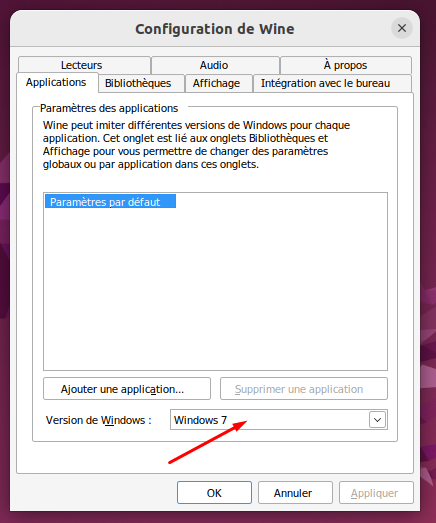 Configuration de Wine
Lecteurs
Audio
À propos
Applications
Bibliothèques
Affichage
Intégration avec le bureau
Paramètres des applications
Wine peut imiter différentes versions de Windows pour chaque
application. Cet onglet est lié aux onglets Bibliothèques et
Affichage pour vous permettre de changer des paramètres
globaux ou par application dans ces onglets.
Paramètres par défaut
Ajouter une application...
Supprimer une application
Version de Windows :
Windows 7
OK
Annuler
Appliquer